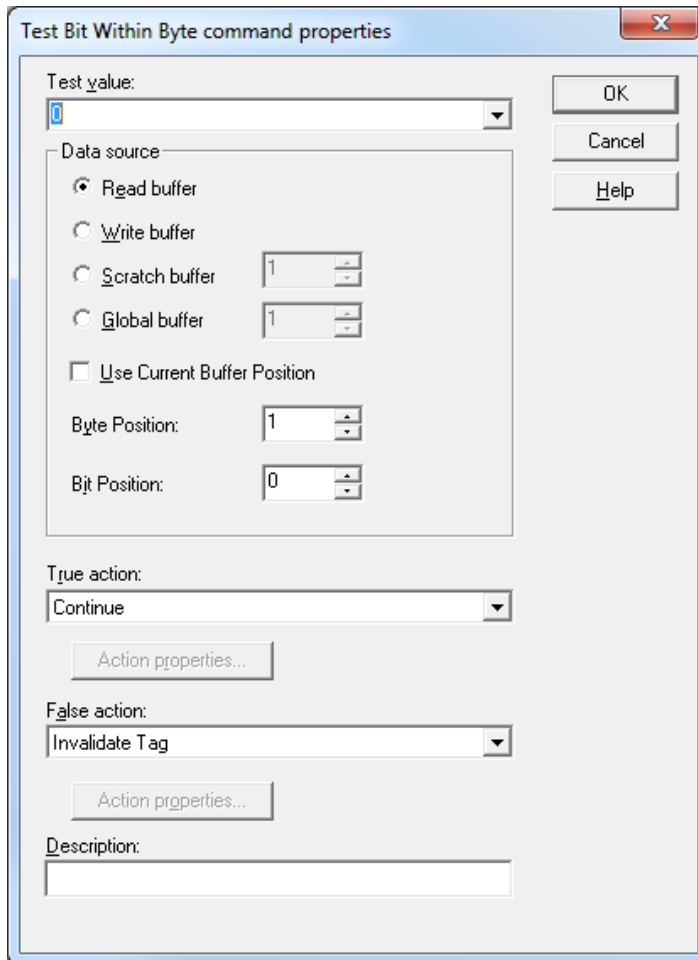 Test Bit Within Byte command properties
Test value:
0
OK
Cancel
Help
Data source
Read buffer
Write buffer
Scratch buffer 1
Global buffer 1
Use Current Buffer Position
Byte Position: 1
Bit Position: 0
True action:
Continue
Action properties...
False action:
Invalidate Tag
Action properties...
Description: